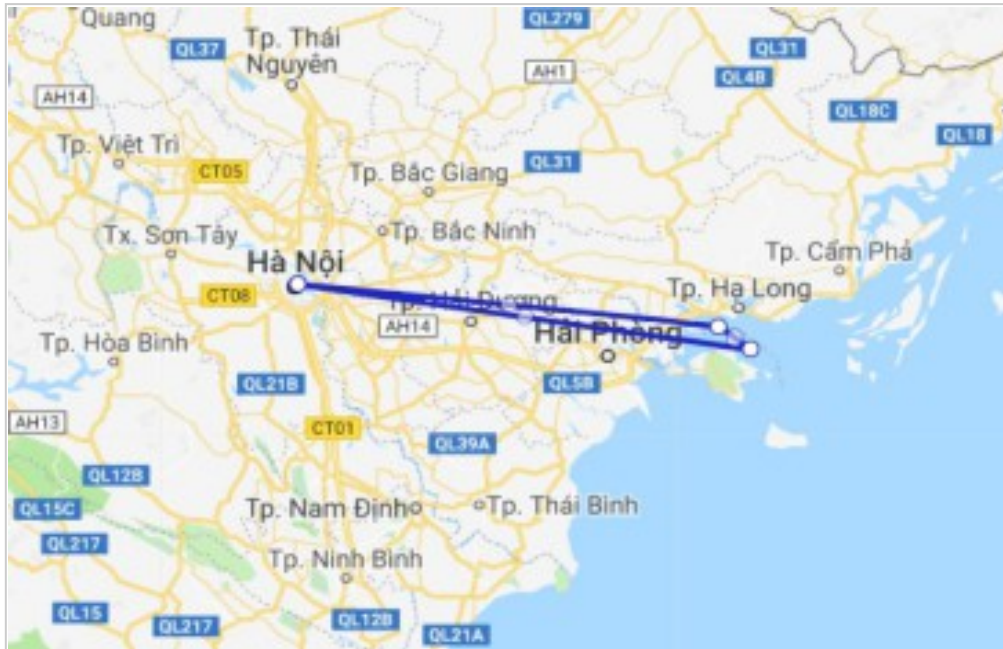 Quang
QL279
QL37
Tp. Thái
Nguyên
QL31
AH1
QL4B
AH14
QL18C
QL18
Tp. Việt Trì
QL31
CT05
Tp. Bắc Giang
Tx. Sơn Tây
Tp. Bắc Ninh
Tp. Cẩm Phả
Hà Nội
CT08
Tp. Hải Dương
Tp. Hạ Long
AH14
Hải Phòng
Tp. Hòa Bình
QL21B
QL5B
AH13
CT01
QL39A
QL12B
QL15C
Tp. Nam Định
Tp. Thái Bình
QL217
Tp. Ninh Bình
QL15
QL217
QL12B
QL21A